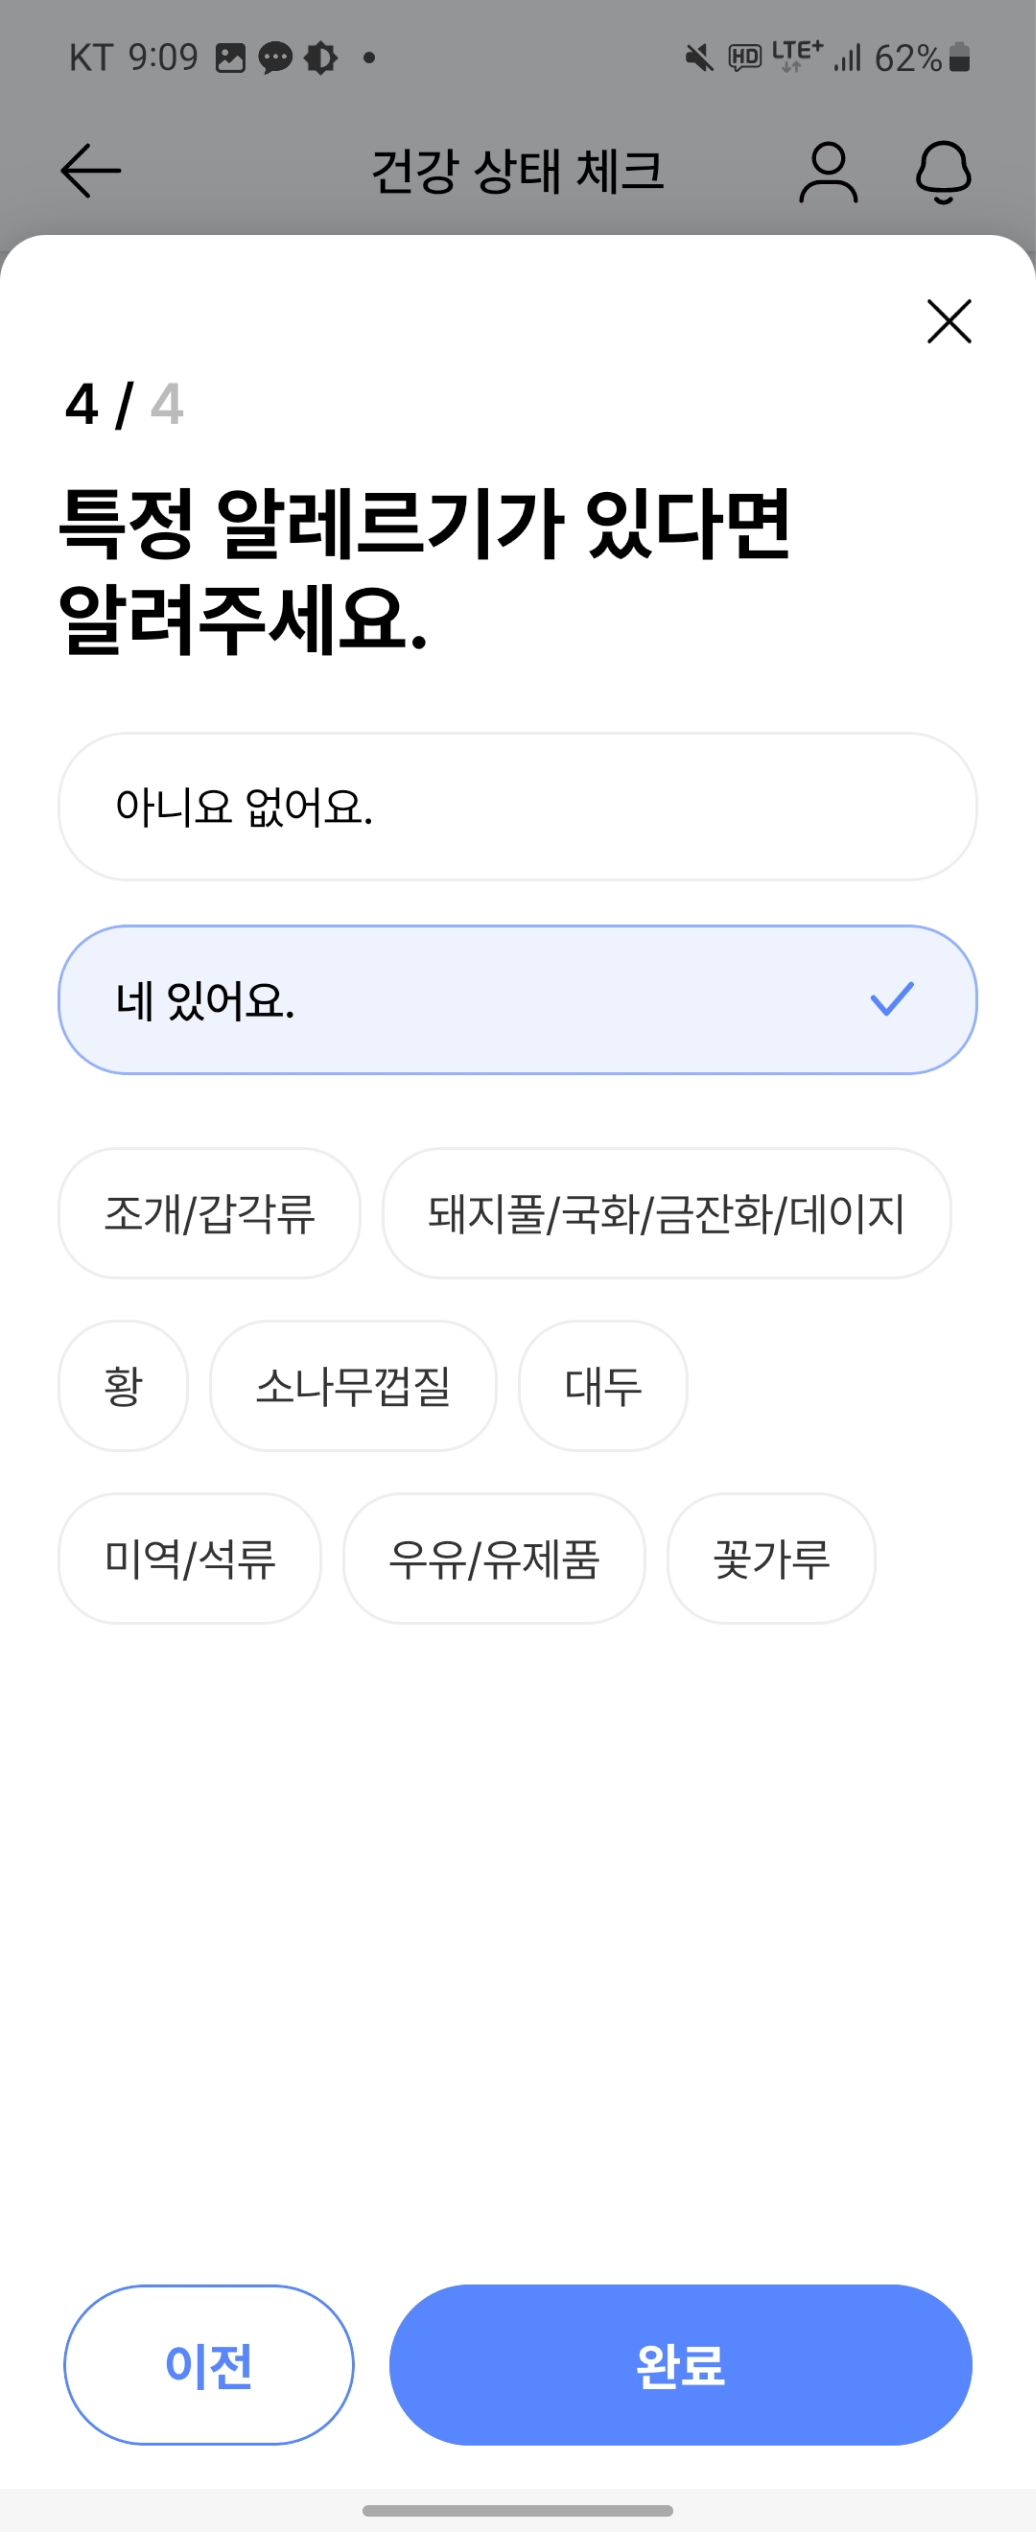 KT 9:09 HD LTE+ 62%
건강 상태 체크
4 / 4
특정 알레르기가 있다면
알려주세요.
아니요 없어요.
네 있어요.
조개/갑각류 돼지풀/국화/금잔화/데이지
황 소나무껍질 대두
미역/석류 우유/유제품 꽃가루
이전 완료